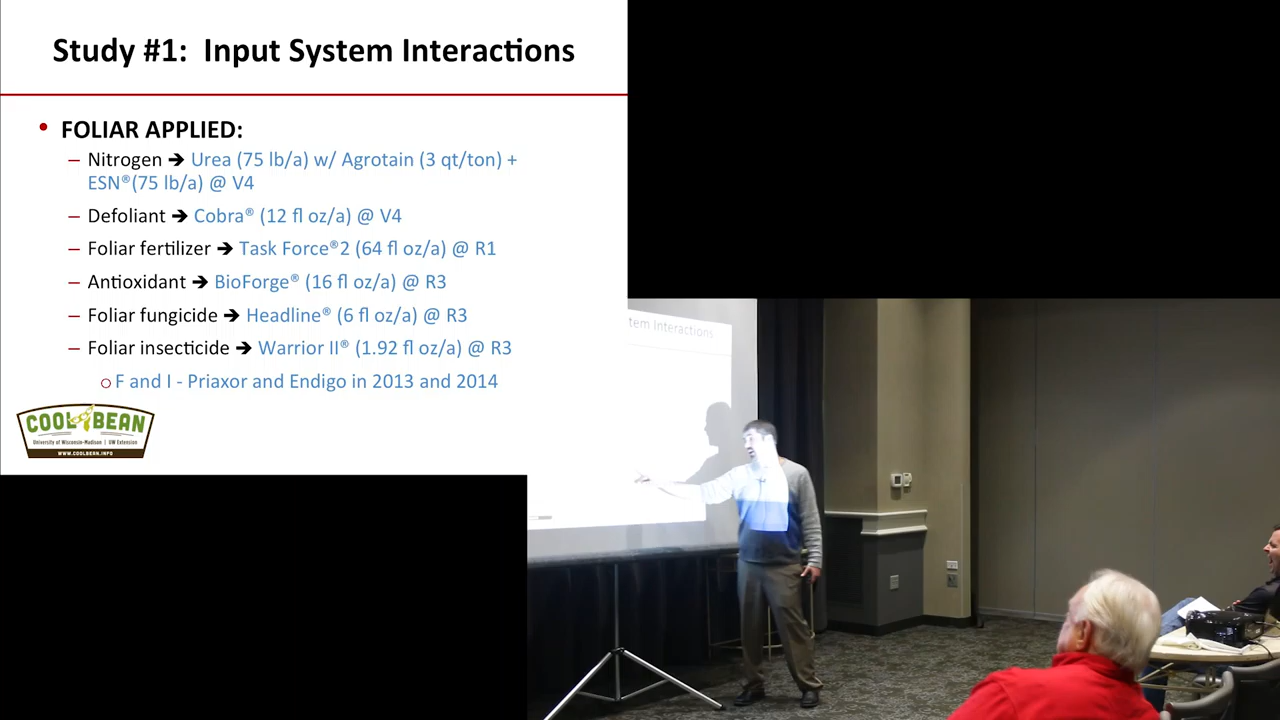 Study #1: Input System Interactions
• FOLIAR APPLIED:
– Nitrogen ➔ Urea (75 lb/a) w/ Agrotain (3 qt/ton) +
ESN®(75 lb/a) @ V4
– Defoliant ➔ Cobra® (12 fl oz/a) @ V4
– Foliar fertilizer ➔ Task Force®2 (64 fl oz/a) @ R1
– Antioxidant ➔ BioForge® (16 fl oz/a) @ R3
– Foliar fungicide ➔ Headline® (6 fl oz/a) @ R3
– Foliar insecticide ➔ Warrior II® (1.92 fl oz/a) @ R3
○ F and I - Priaxor and Endigo in 2013 and 2014
COOL BEAN
University of Wisconsin-Madison | UW Extension
WWW.COOLBEAN.INFO
tem Interactions